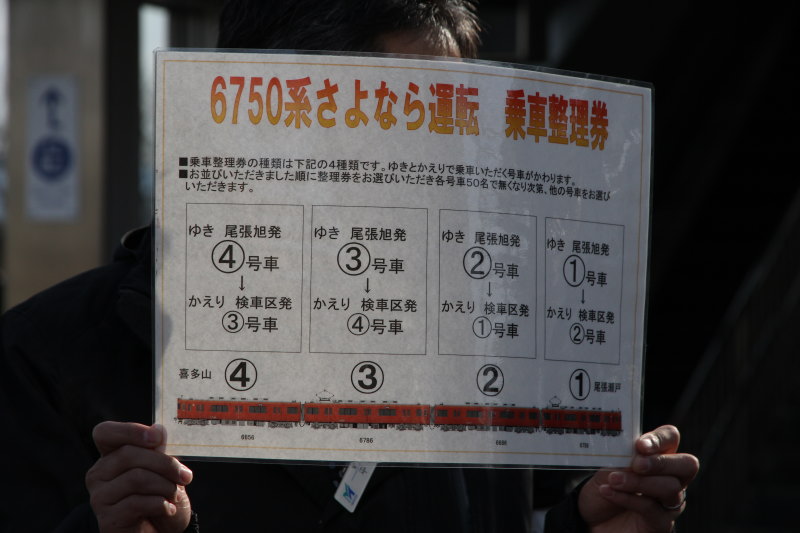 6750系さよなら運転 乗車整理券
■乗車整理券の種類は下記の4種類です。ゆきとかえりで乗車いただく号車がかわります。
■お並びいただきました順に整理券をお選びいただき各号車50名で無くなり次第、他の号車をお選び
いただきます。
ゆき 尾張旭発
④号車
↓
かえり 検車区発
③号車
ゆき 尾張旭発
③号車
↓
かえり 検車区発
④号車
ゆき 尾張旭発
②号車
↓
かえり 検車区発
①号車
ゆき 尾張旭発
①号車
↓
かえり 検車区発
②号車
喜多山 ④ ③ ② ① 尾張瀬戸
6656 6786 6686